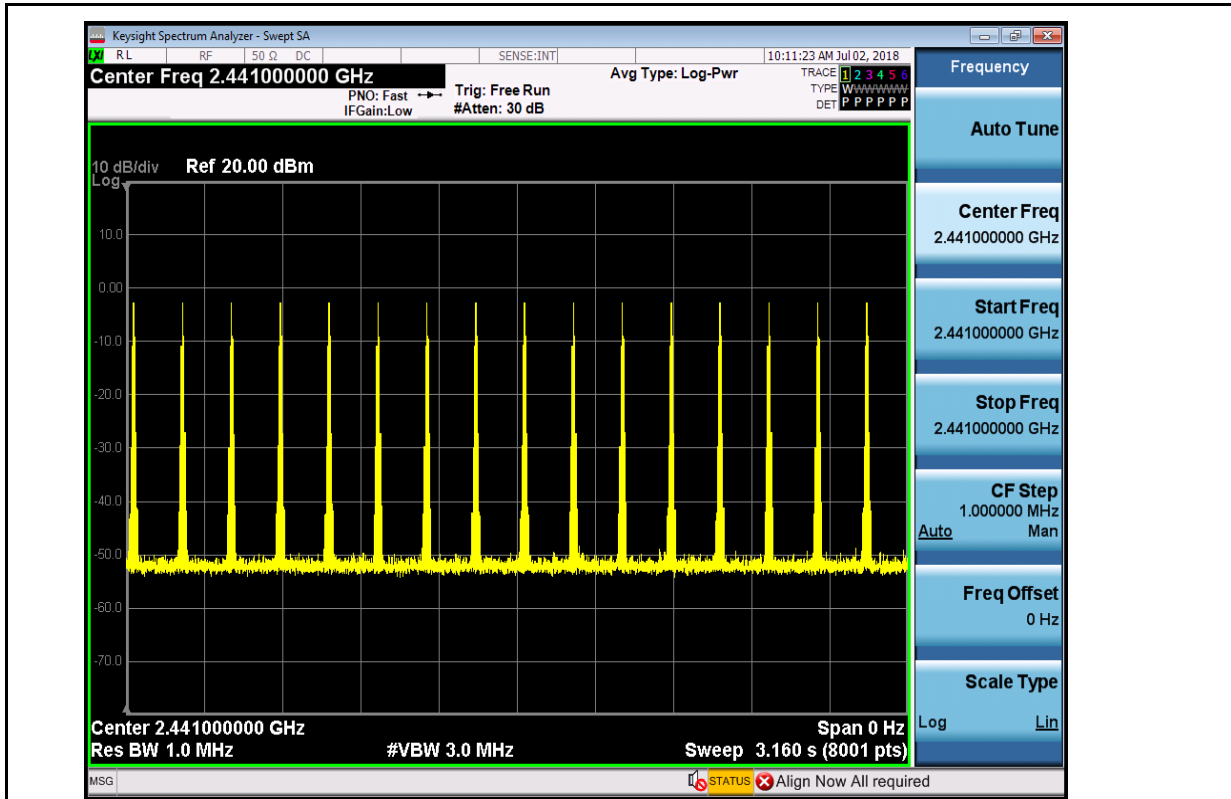 Keysight Spectrum Analyzer - Swept SA
LXI RL RF 50 Ω DC SENSE:INT 10:11:23 AM Jul 02, 2018
Center Freq 2.441000000 GHz
PNO: Fast
IFGain:Low
Trig: Free Run
#Atten: 30 dB
Avg Type: Log-Pwr
TRACE 1 2 3 4 5 6
TYPE WWWWWW
DET P P P P P P
10 dB/div Ref 20.00 dBm
Log
10.0
0.00
-10.0
-20.0
-30.0
-40.0
-50.0
-60.0
-70.0
Center 2.441000000 GHz Span 0 Hz
Res BW 1.0 MHz #VBW 3.0 MHz Sweep 3.160 s (8001 pts)
MSG STATUS Align Now All required
Frequency
Auto Tune
Center Freq
2.441000000 GHz
Start Freq
2.441000000 GHz
Stop Freq
2.441000000 GHz
CF Step
1.000000 MHz
Auto Man
Freq Offset
0 Hz
Scale Type
Log Lin